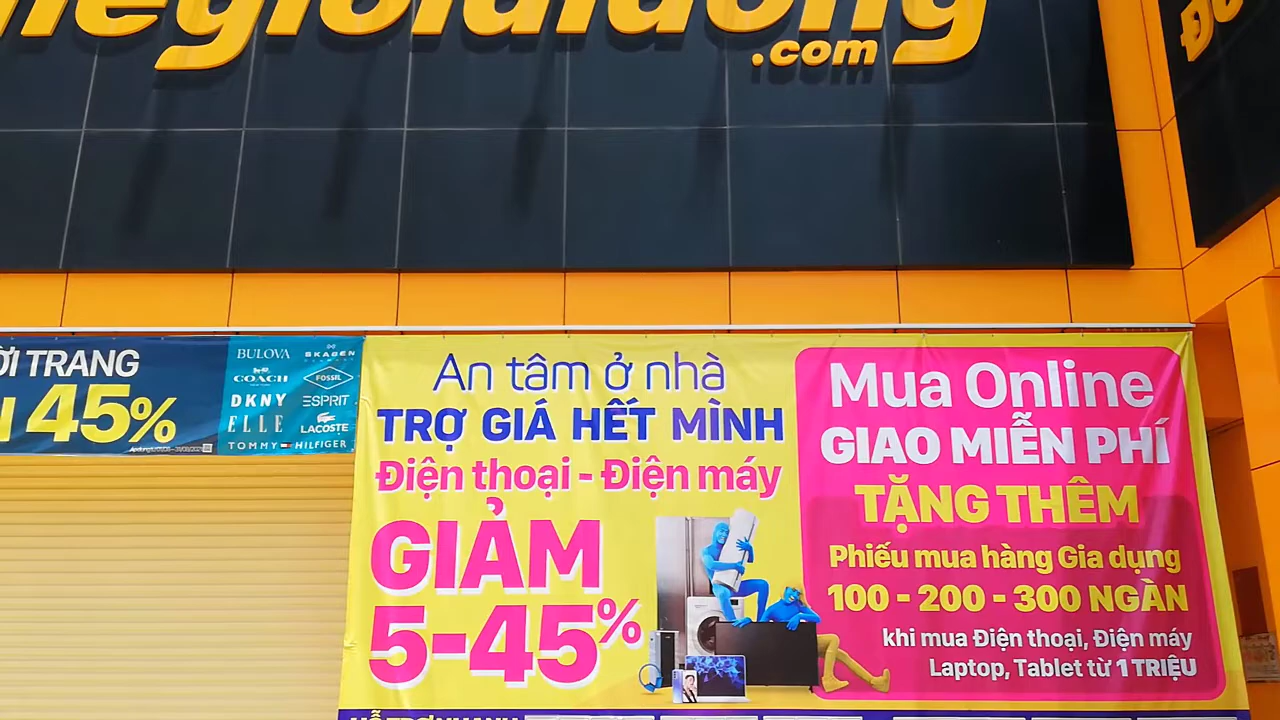 thegioididong
.com
ỜI TRANG
45%
BULOVA
SKAGEN
COACH
FOSSIL
DKNY
ESPRIT
ELLE
LACOSTE
TOMMY HILFIGER
An tâm ở nhà
TRỢ GIÁ HẾT MÌNH
Điện thoại - Điện máy
GIẢM
5-45%
Mua Online
GIAO MIỄN PHÍ
TẶNG THÊM
Phiếu mua hàng Gia dụng
100 - 200 - 300 NGÀN
khi mua Điện thoại, Điện máy
Laptop, Tablet từ 1 TRIỆU